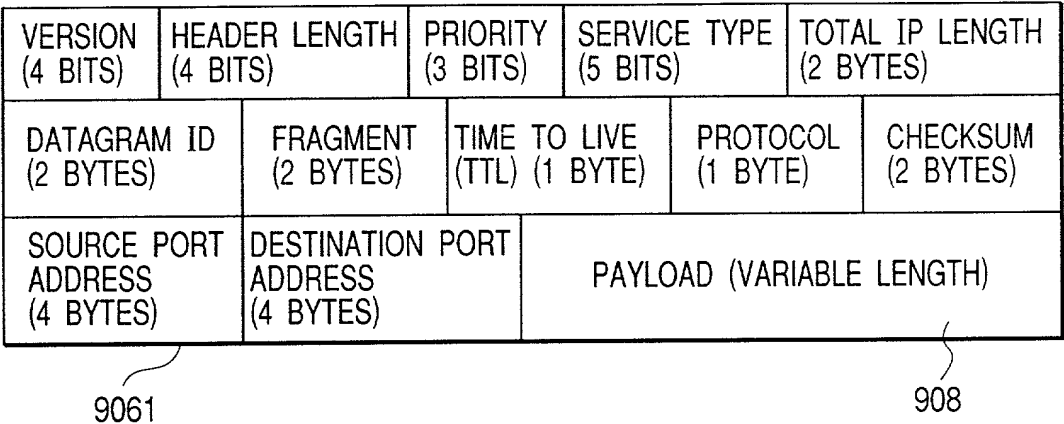 VERSION
(4 BITS)
HEADER LENGTH
(4 BITS)
PRIORITY
(3 BITS)
SERVICE TYPE
(5 BITS)
TOTAL IP LENGTH
(2 BYTES)
DATAGRAM ID
(2 BYTES)
FRAGMENT
(2 BYTES)
TIME TO LIVE
(TTL) (1 BYTE)
PROTOCOL
(1 BYTE)
CHECKSUM
(2 BYTES)
SOURCE PORT
ADDRESS
(4 BYTES)
DESTINATION PORT
ADDRESS
(4 BYTES)
PAYLOAD (VARIABLE LENGTH)
9061
908